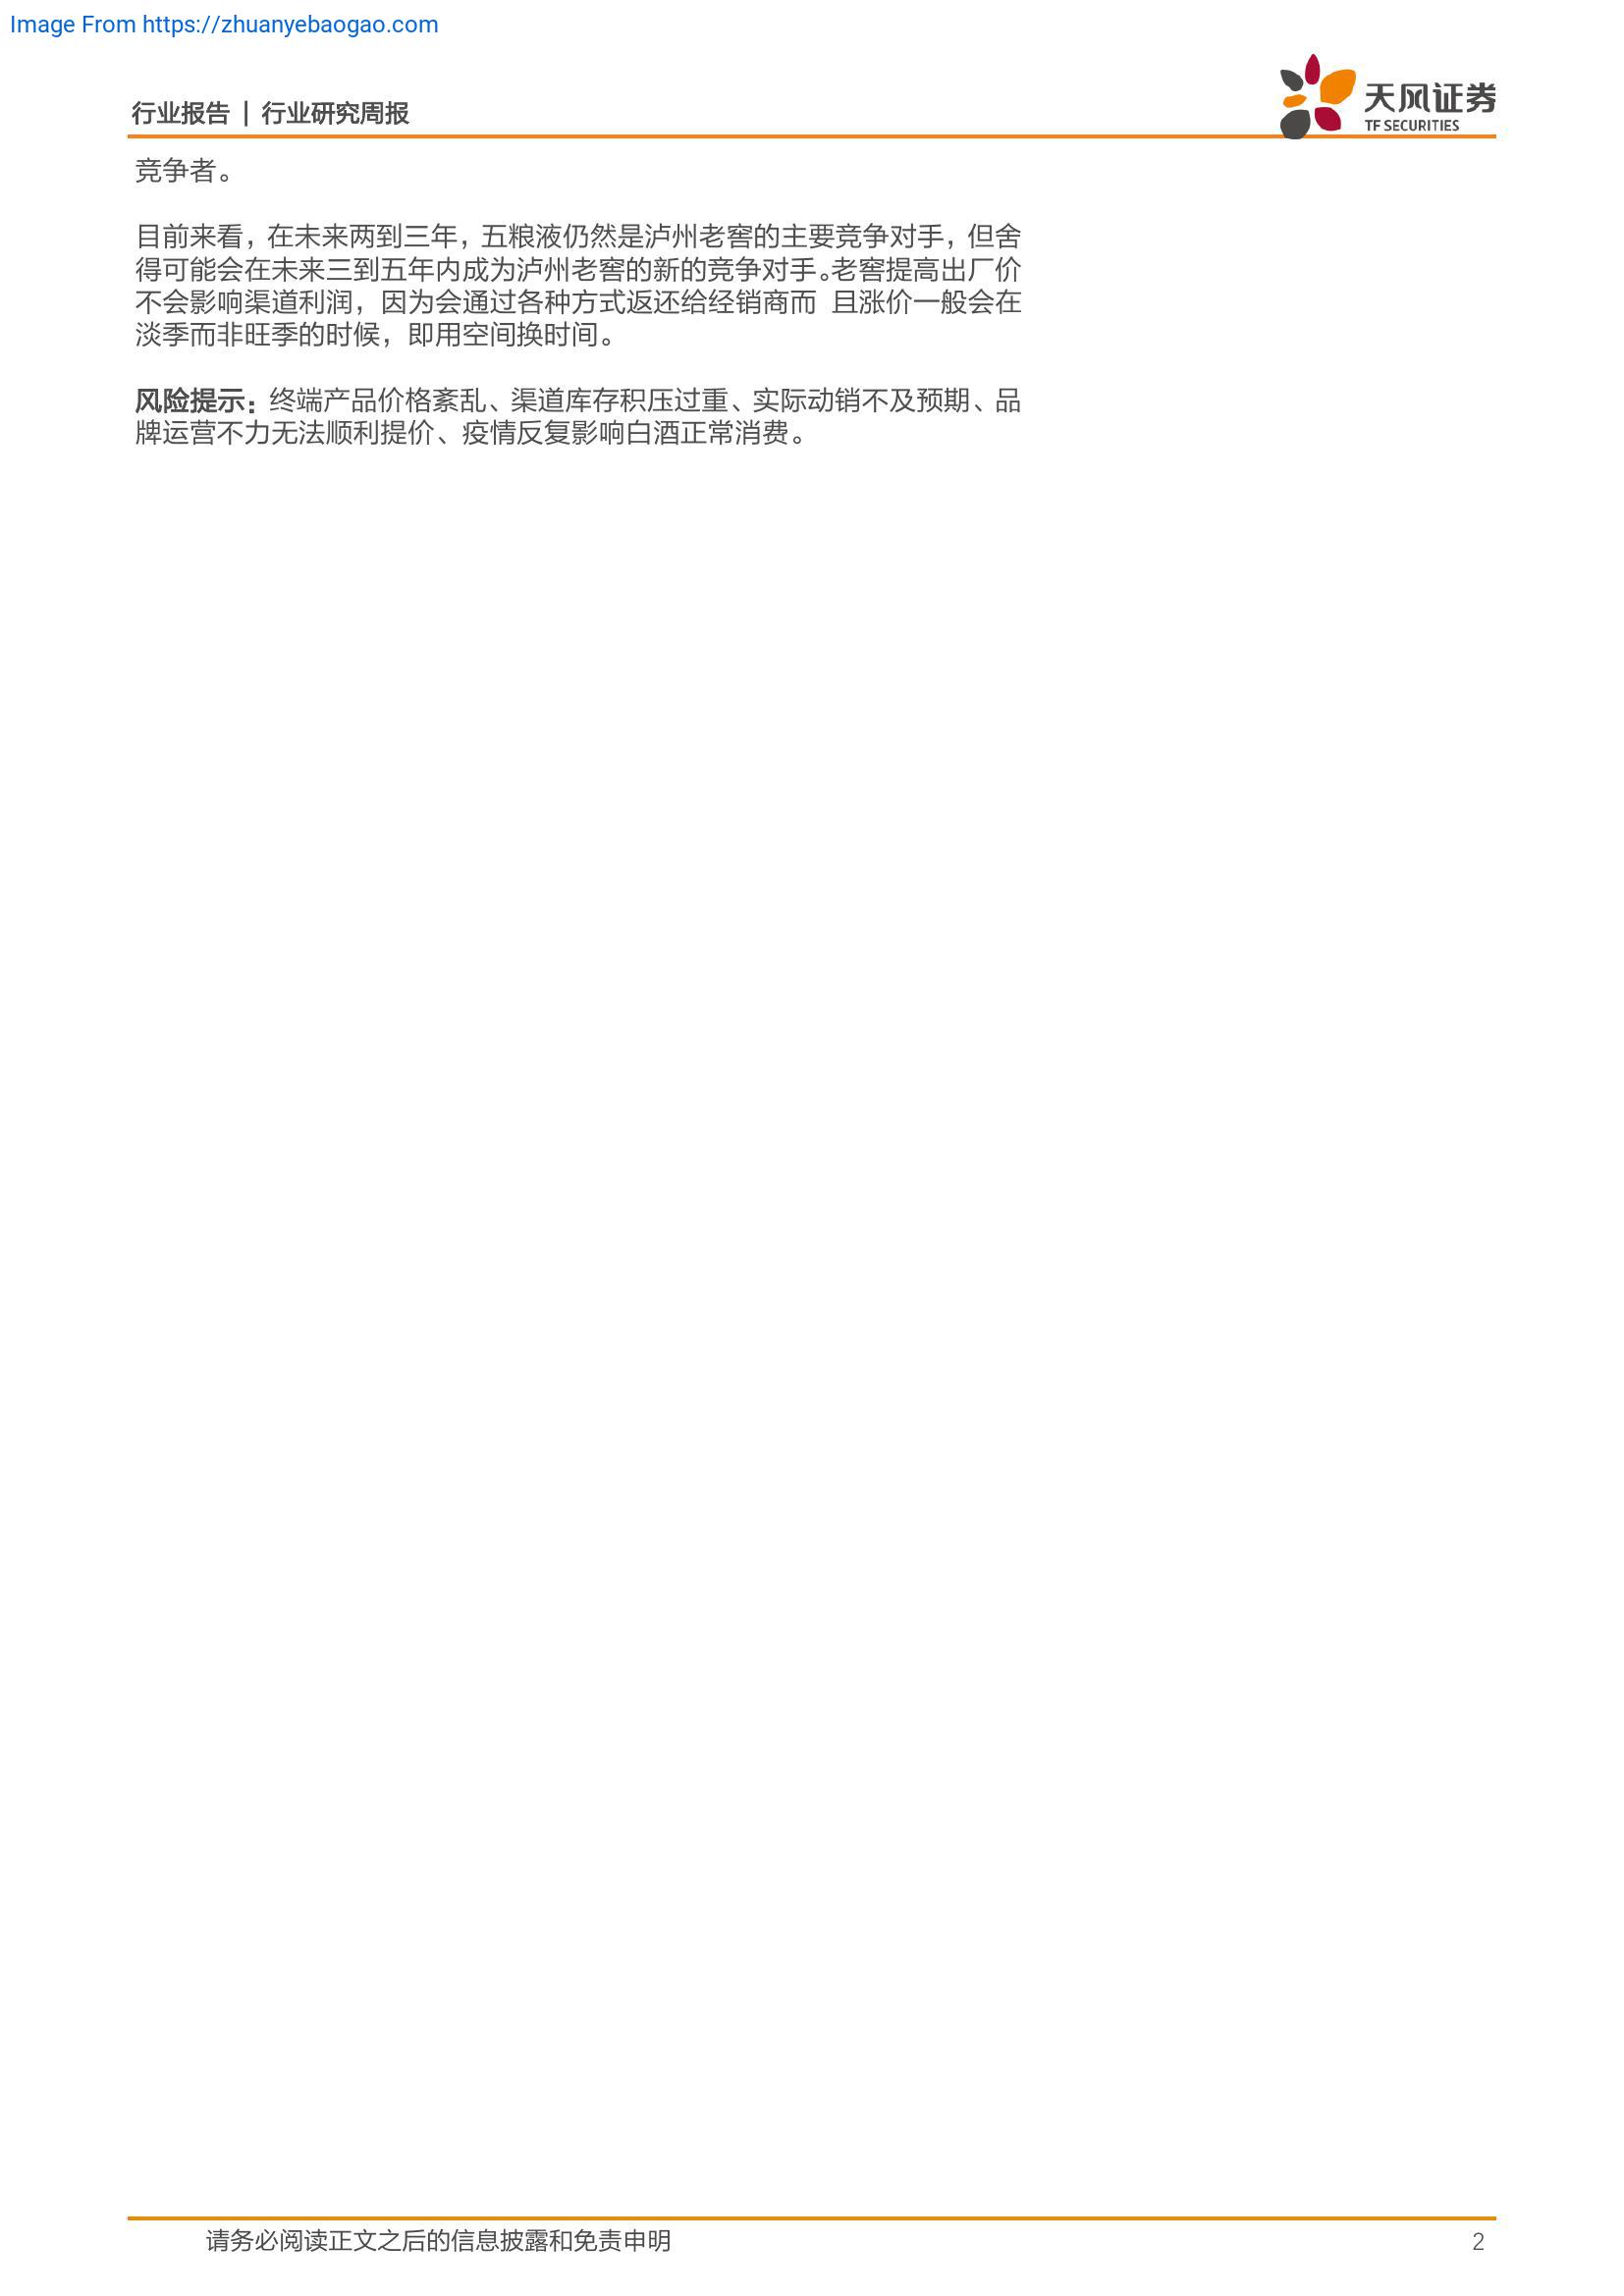 Image From https://zhuanyebaogao.com
行业报告 | 行业研究周报
天风证券
TF SECURITIES
竞争者。
目前来看，在未来两到三年，五粮液仍然是泸州老窖的主要竞争对手，但舍
得可能会在未来三到五年内成为泸州老窖的新的竞争对手。老窖提高出厂价
不会影响渠道利润，因为会通过各种方式返还给经销商而 且涨价一般会在
淡季而非旺季的时候，即用空间换时间。
风险提示：终端产品价格紊乱、渠道库存积压过重、实际动销不及预期、品
牌运营不力无法顺利提价、疫情反复影响白酒正常消费。
请务必阅读正文之后的信息披露和免责申明
2